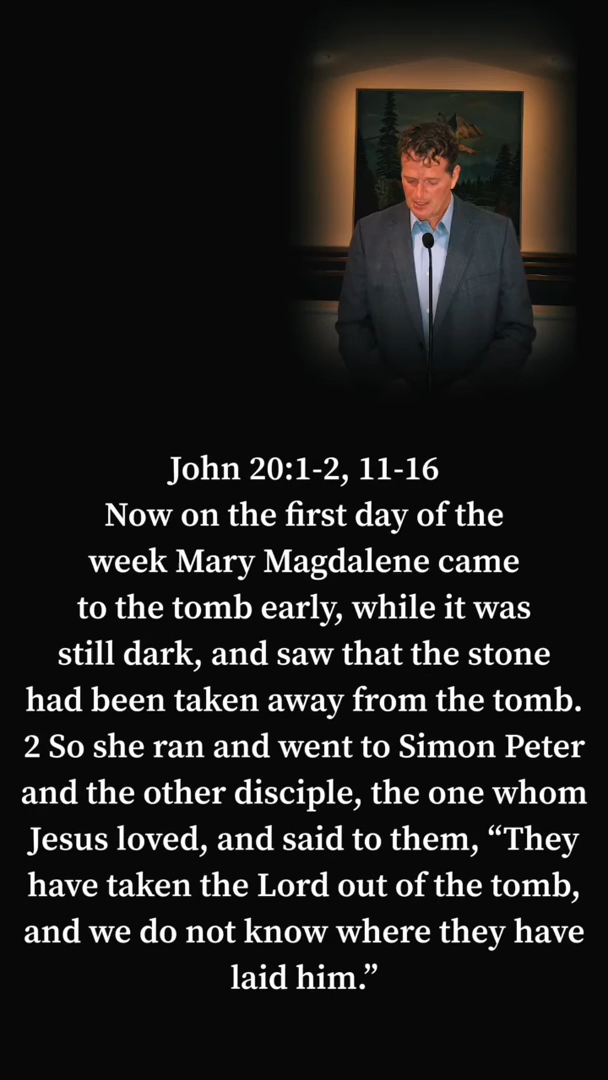 John 20:1-2, 11-16
Now on the first day of the
week Mary Magdalene came
to the tomb early, while it was
still dark, and saw that the stone
had been taken away from the tomb.
2 So she ran and went to Simon Peter
and the other disciple, the one whom
Jesus loved, and said to them, “They
have taken the Lord out of the tomb,
and we do not know where they have
laid him.”